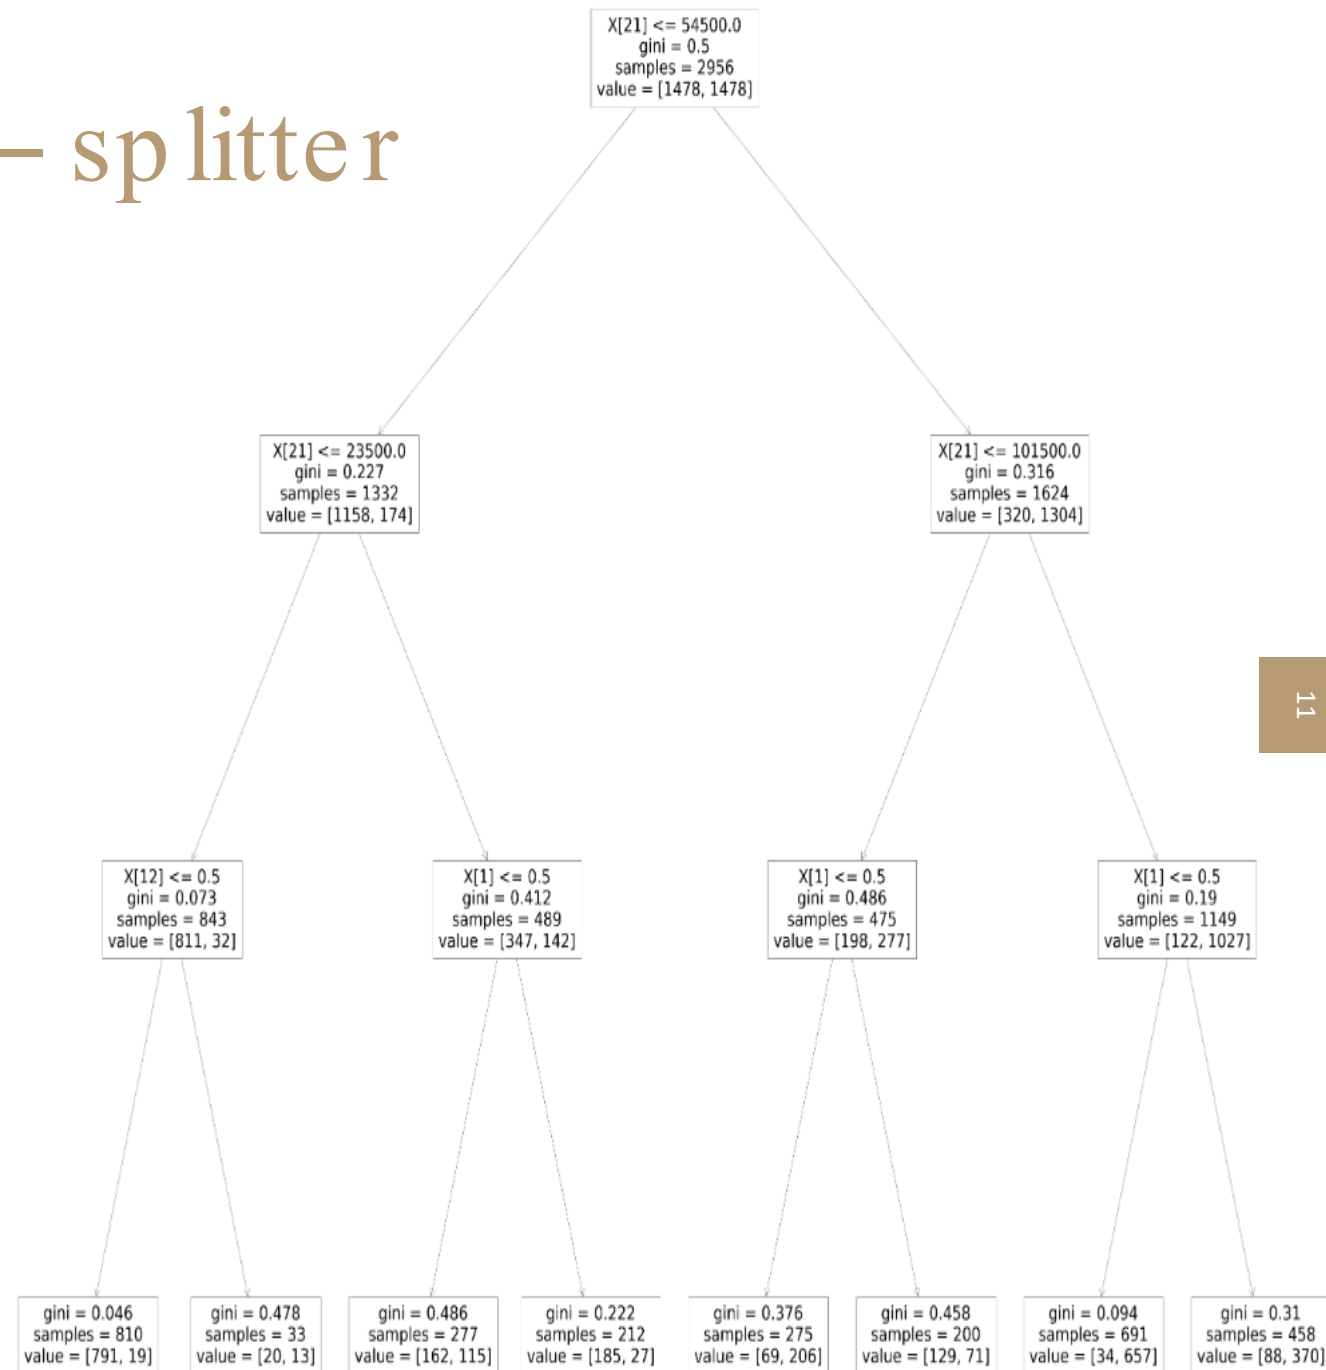 – splitter
X[21] <= 54500.0
gini = 0.5
samples = 2956
value = [1478, 1478]
X[21] <= 23500.0
gini = 0.227
samples = 1332
value = [1158, 174]
X[21] <= 101500.0
gini = 0.316
samples = 1624
value = [320, 1304]
11
X[12] <= 0.5
gini = 0.073
samples = 843
value = [811, 32]
X[1] <= 0.5
gini = 0.412
samples = 489
value = [347, 142]
X[1] <= 0.5
gini = 0.486
samples = 475
value = [198, 277]
X[1] <= 0.5
gini = 0.19
samples = 1149
value = [122, 1027]
gini = 0.046
samples = 810
value = [791, 19]
gini = 0.478
samples = 33
value = [20, 13]
gini = 0.486
samples = 277
value = [162, 115]
gini = 0.222
samples = 212
value = [185, 27]
gini = 0.376
samples = 275
value = [69, 206]
gini = 0.458
samples = 200
value = [129, 71]
gini = 0.094
samples = 691
value = [34, 657]
gini = 0.31
samples = 458
value = [88, 370]